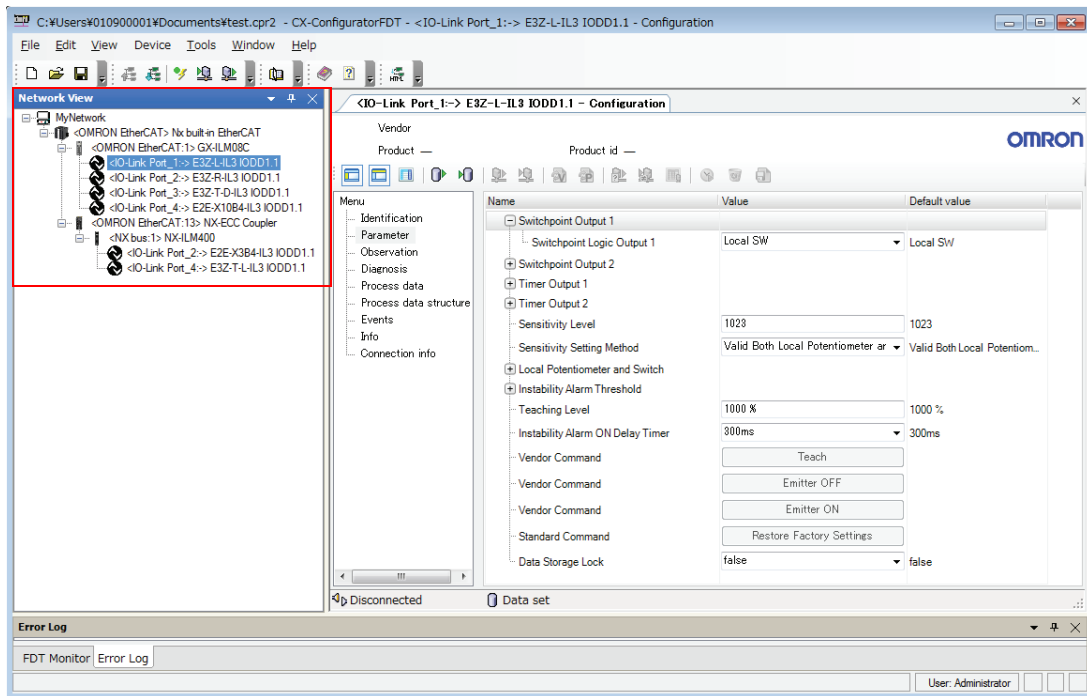 C:¥Users¥010900001¥Documents¥test.cpr2 - CX-ConfiguratorFDT - <IO-Link Port_1:-> E3Z-L-IL3 IODD1.1 - Configuration
File Edit View Device Tools Window Help
Network View
MyNetwork
<OMRON EtherCAT> Nx built-in EtherCAT
<OMRON EtherCAT:1> GX-ILM08C
<IO-Link Port_1:-> E3Z-L-IL3 IODD1.1
<IO-Link Port_2:-> E3Z-R-IL3 IODD1.1
<IO-Link Port_3:-> E3Z-T-D-IL3 IODD1.1
<IO-Link Port_4:-> E2E-X10B4-IL3 IODD1.1
<OMRON EtherCAT:13> NX-ECC Coupler
<NX bus:1> NX-ILM400
<IO-Link Port_2:-> E2E-X3B4-IL3 IODD1.1
<IO-Link Port_4:-> E3Z-T-L-IL3 IODD1.1
<IO-Link Port_1:-> E3Z-L-IL3 IODD1.1 - Configuration
Vendor
Product —
Product id —
OMRON
Menu
Identification
Parameter
Observation
Diagnosis
Process data
Process data structure
Events
Info
Connection info
Name Value Default value
Switchpoint Output 1
Switchpoint Logic Output 1 Local SW Local SW
Switchpoint Output 2
Timer Output 1
Timer Output 2
Sensitivity Level 1023 1023
Sensitivity Setting Method Valid Both Local Potentiometer ar Valid Both Local Potentiom...
Local Potentiometer and Switch
Instability Alarm Threshold
Teaching Level 1000 % 1000 %
Instability Alarm ON Delay Timer 300ms 300ms
Vendor Command Teach
Vendor Command Emitter OFF
Vendor Command Emitter ON
Standard Command Restore Factory Settings
Data Storage Lock false false
Disconnected Data set
Error Log
FDT Monitor Error Log
User: Administrator